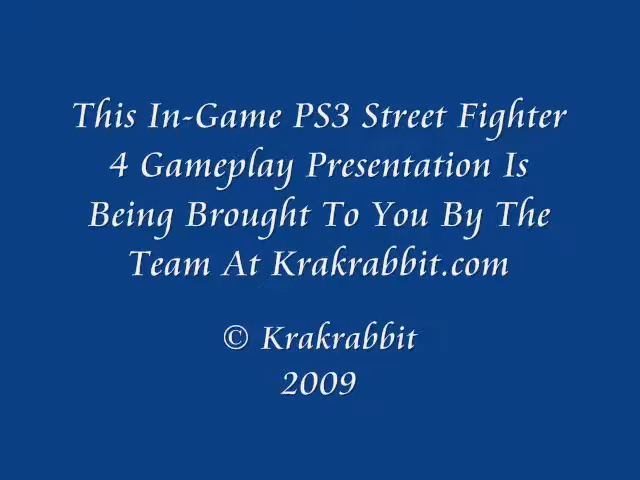 This In-Game PS3 Street Fighter
4 Gameplay Presentation Is
Being Brought To You By The
Team At Krakrabbit.com
© Krakrabbit
2009